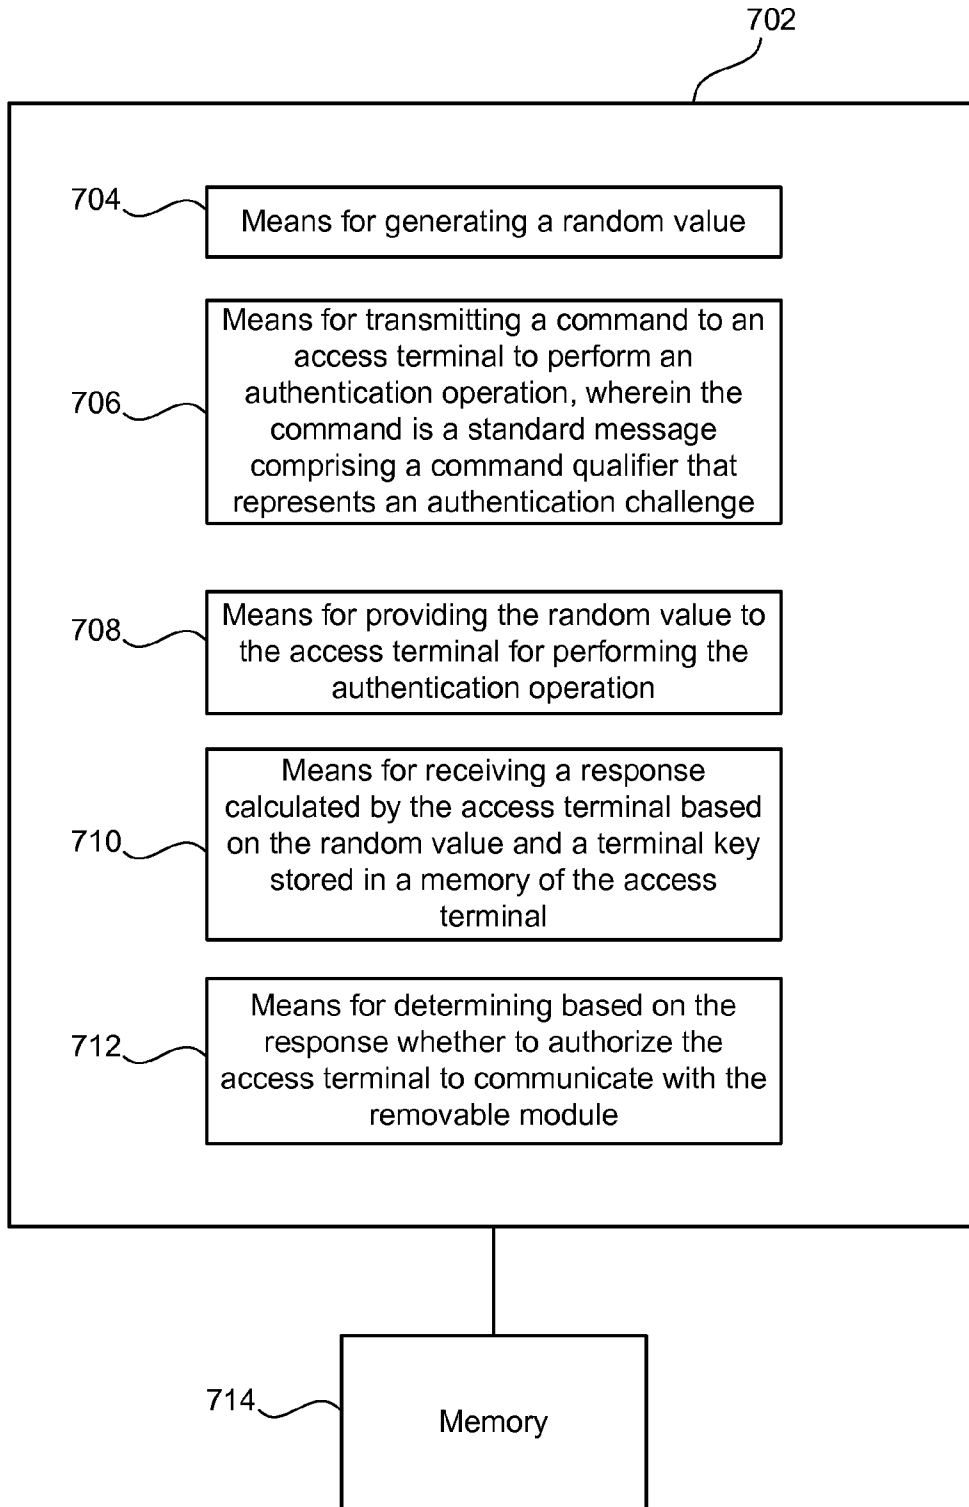 702
704
Means for generating a random value
706
Means for transmitting a command to an
access terminal to perform an
authentication operation, wherein the
command is a standard message
comprising a command qualifier that
represents an authentication challenge
708
Means for providing the random value to
the access terminal for performing the
authentication operation
710
Means for receiving a response
calculated by the access terminal based
on the random value and a terminal key
stored in a memory of the access
terminal
712
Means for determining based on the
response whether to authorize the
access terminal to communicate with the
removable module
714
Memory